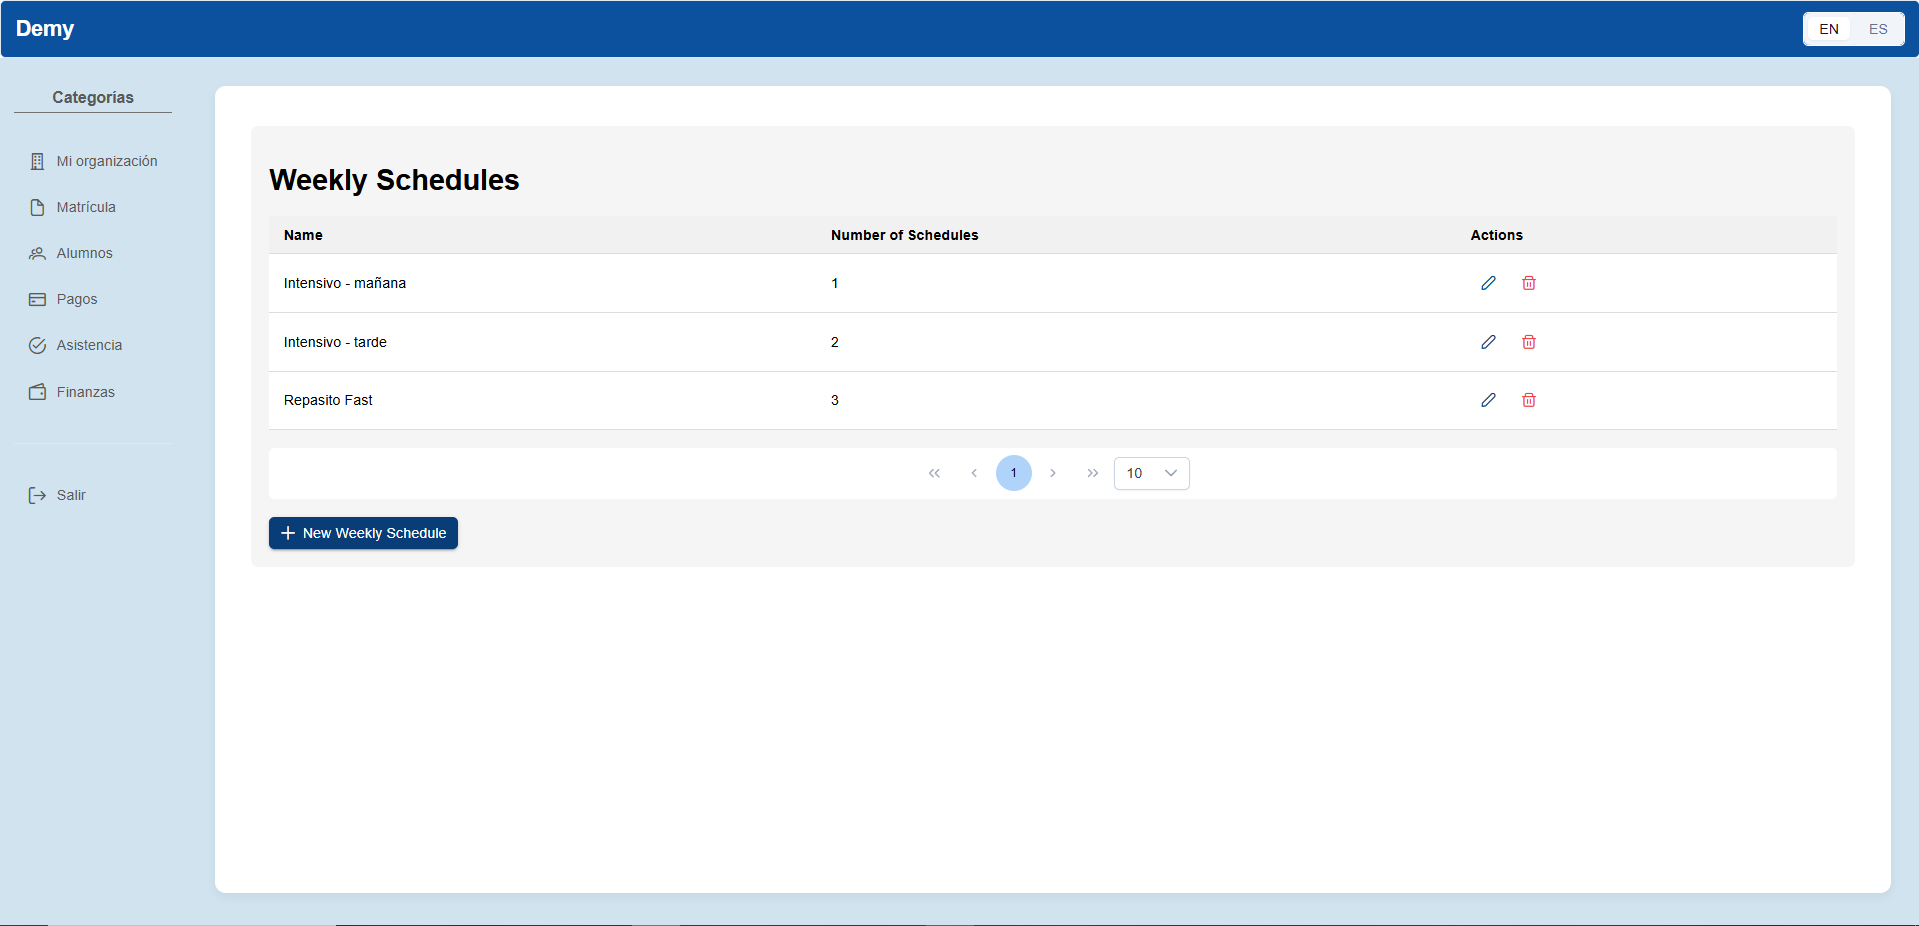 Demy
EN ES
Categorías
Mi organización
Matrícula
Alumnos
Pagos
Asistencia
Finanzas
Salir
Weekly Schedules
Name Number of Schedules Actions
Intensivo - mañana 1
Intensivo - tarde 2
Repasito Fast 3
1 10
New Weekly Schedule